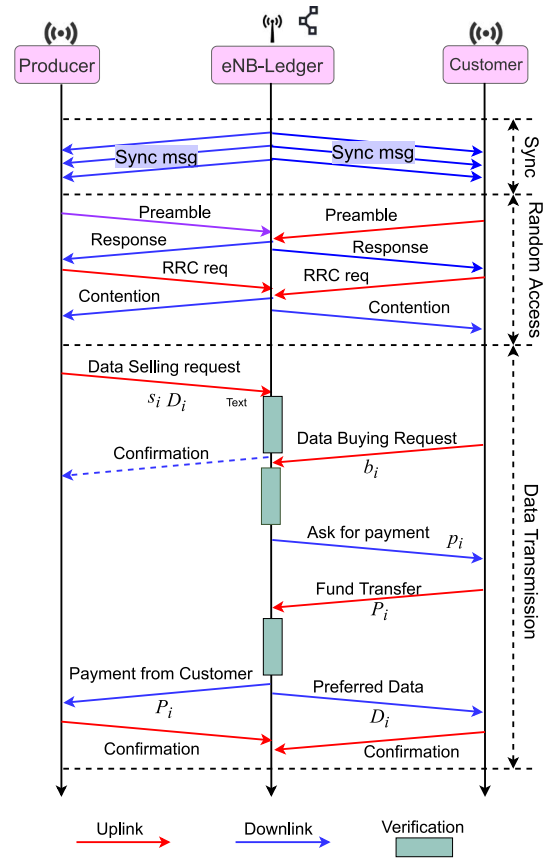 Producer
eNB-Ledger
Customer
Sync msg
Sync msg
Sync
Preamble
Preamble
Response
Response
RRC req
RRC req
Contention
Contention
Random Access
Data Selling request
s_i D_i
Text
Data Buying Request
b_i
Confirmation
Ask for payment p_i
Fund Transfer
P_i
Payment from Customer
P_i
Preferred Data
D_i
Confirmation
Confirmation
Data Transmission
Uplink
Downlink
Verification